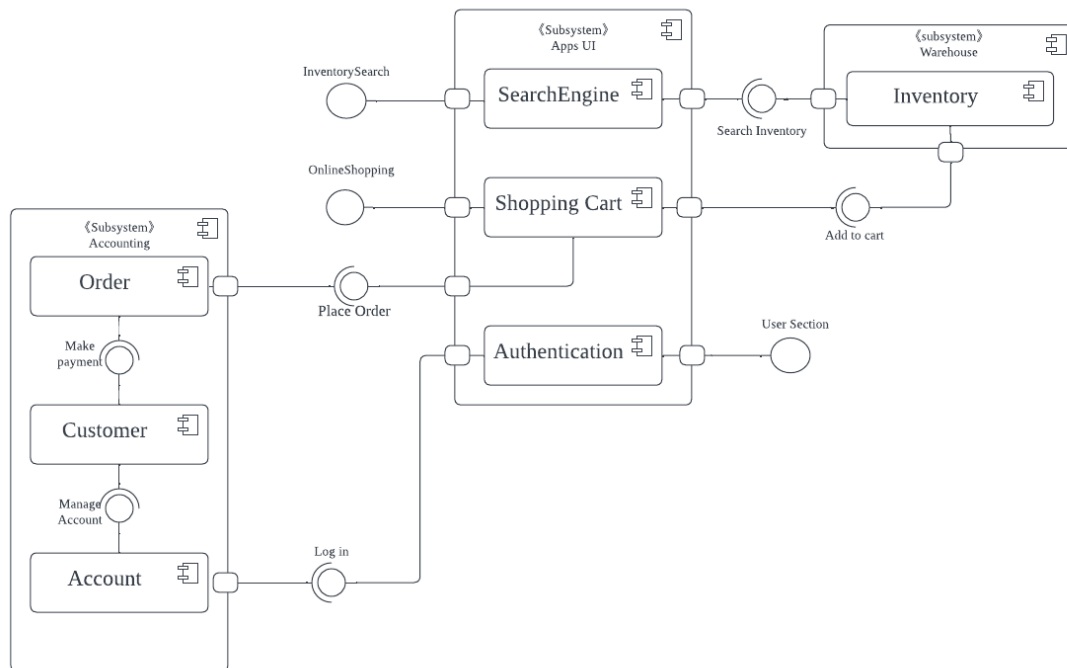 《Subsystem》
Apps UI
InventorySearch
SearchEngine
Search Inventory
《subsystem》
Warehouse
Inventory
OnlineShopping
Shopping Cart
Add to cart
《Subsystem》
Accounting
Order
Place Order
Make
payment
User Section
Authentication
Customer
Manage
Account
Log in
Account